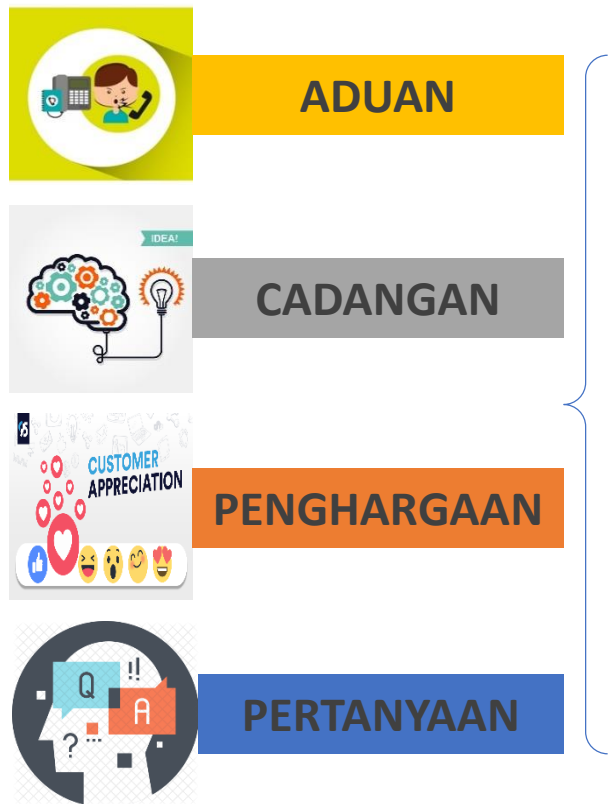 ADUAN
IDEA!
CADANGAN
CUSTOMER
APPRECIATION
PENGHARGAAN
Q
!!
A
? ...
PERTANYAAN